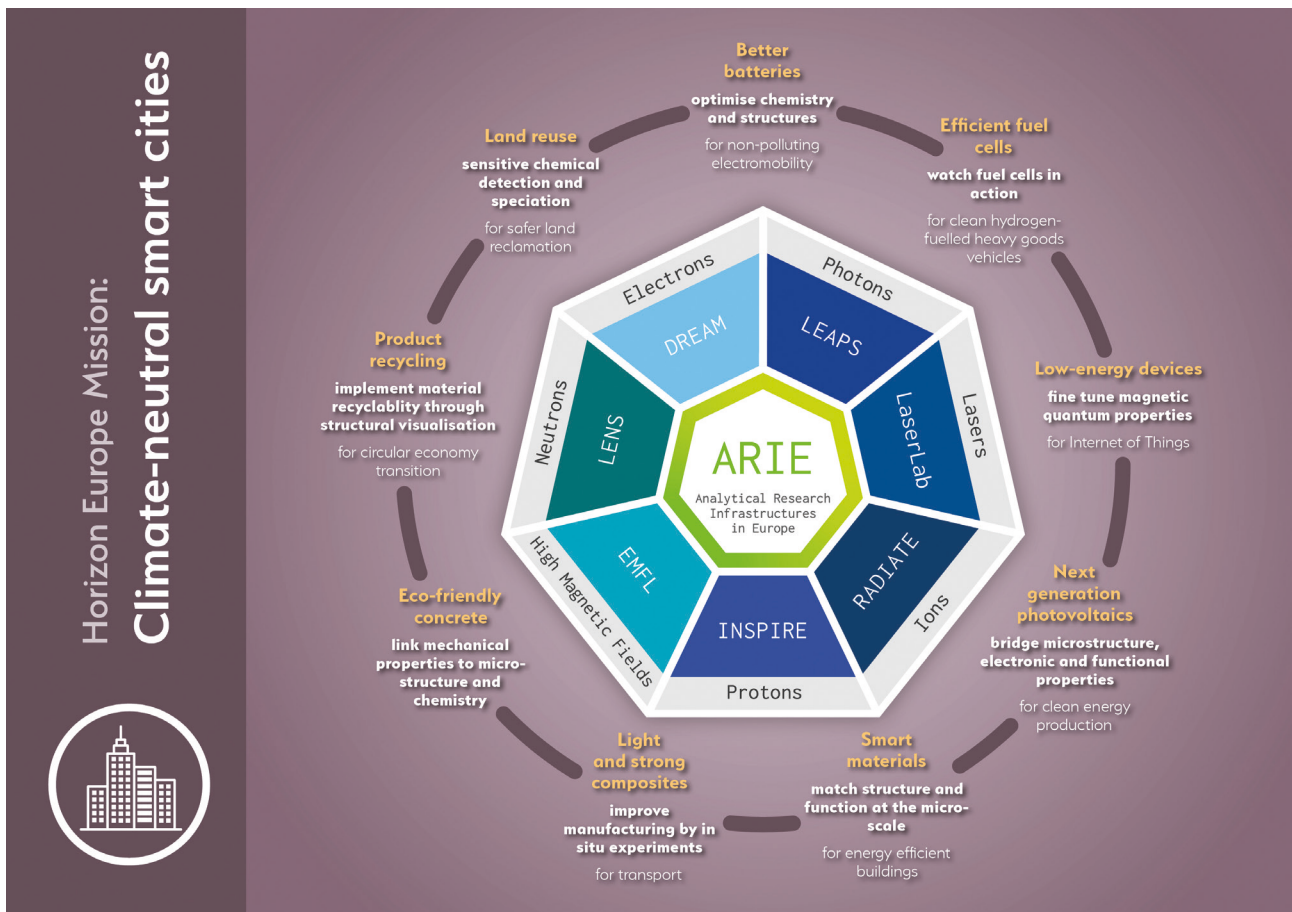 Horizon Europe Mission:
Climate-neutral smart cities
Better
batteries
optimise chemistry
and structures
for non-polluting
electromobility
Efficient fuel
cells
watch fuel cells in
action
for clean hydrogen-
fuelled heavy goods
vehicles
Low-energy devices
fine tune magnetic
quantum properties
for Internet of Things
Next
generation
photovoltaics
bridge microstructure,
electronic and functional
properties
for clean energy
production
Smart
materials
match structure and
function at the micro-
scale
for energy efficient
buildings
Light
and strong
composites
improve
manufacturing by in
situ experiments
for transport
Eco-friendly
concrete
link mechanical
properties to micro-
structure and
chemistry
Product
recycling
implement material
recyclablity through
structural visualisation
for circular economy
transition
Land reuse
sensitive chemical
detection and
speciation
for safer land
reclamation
Electrons
DREAM
Photons
LEAPS
Lasers
LaserLab
Ions
RADIATE
Protons
INSPIRE
High Magnetic Fields
EMFL
Neutrons
LENS
ARIE
Analytical Research
Infrastructures
in Europe